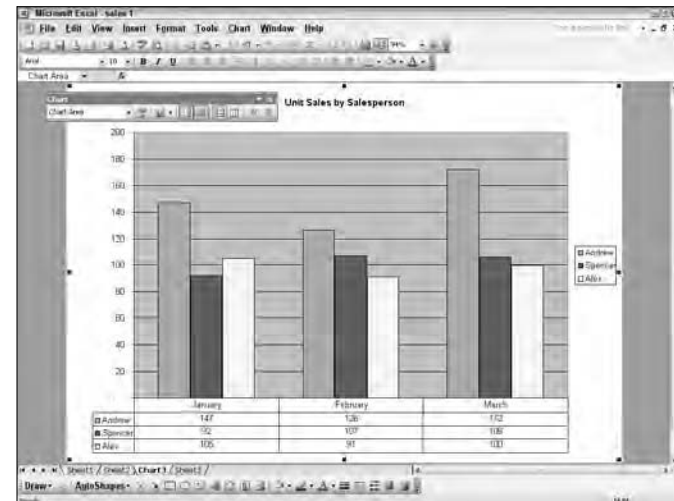 Microsoft Excel - sales 1
File Edit View Insert Format Tools Chart Window Help
Arial 10 B I U
Chart Area
Chart
Chart Area
Unit Sales by Salesperson
200
180
160
140
120
100
80
60
40
20
Andrew
Spencer
Alex
January February March
Andrew 147 126 172
Spencer 92 107
Alex 105 91 100
Sheet1 / Sheet2 / Chart1 / Sheet3 /
Draw AutoShapes